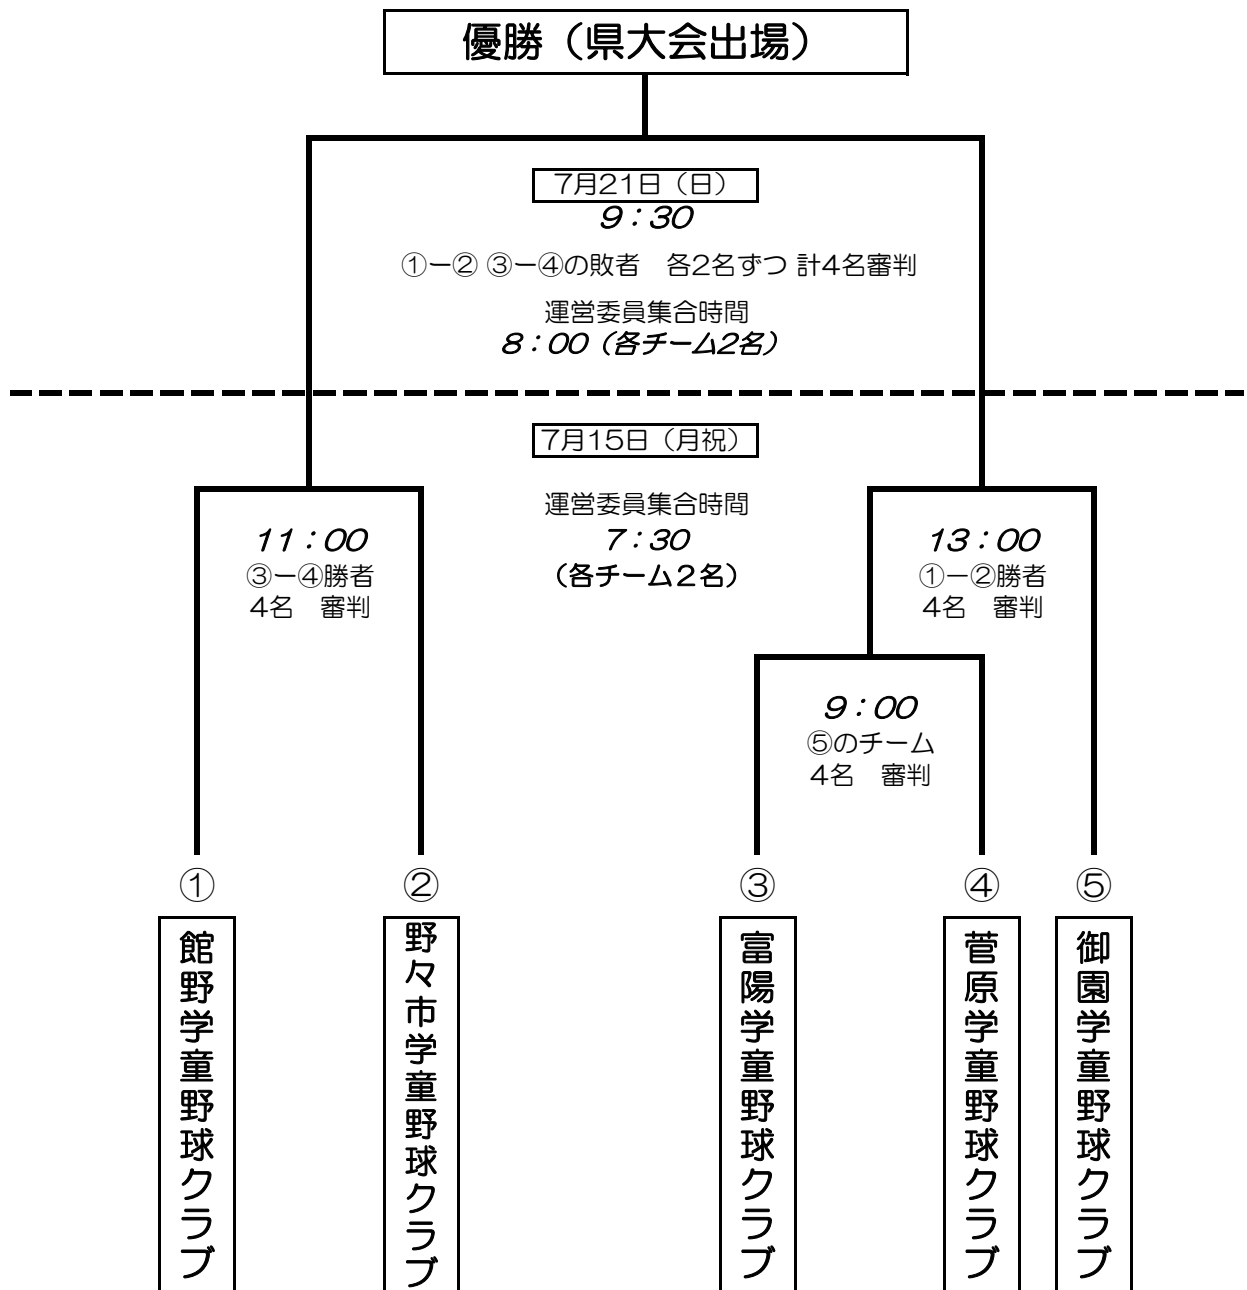 優勝（県大会出場）
7月21日（日）
9：30
①ー② ③ー④の敗者　各2名ずつ 計4名審判
運営委員集合時間
8：00（各チーム2名）
7月15日（月祝）
運営委員集合時間
7：30
（各チーム２名）
11：00
③ー④勝者
4名　審判
13：00
①ー②勝者
4名　審判
9：00
⑤のチーム
4名　審判
①
②
③
④
⑤
館野学童野球クラブ
野々市学童野球クラブ
富陽学童野球クラブ
菅原学童野球クラブ
御園学童野球クラブ